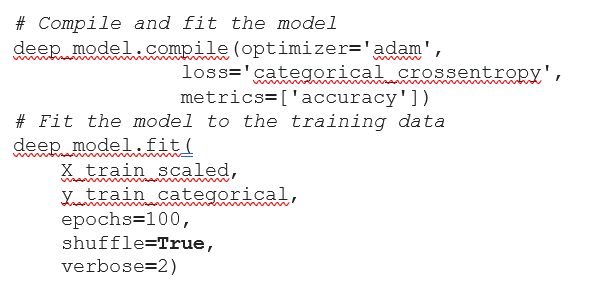 # Compile and fit the model
deep_model.compile(optimizer='adam',
                   loss='categorical_crossentropy',
                   metrics=['accuracy'])
# Fit the model to the training data
deep_model.fit(
    X_train_scaled,
    y_train_categorical,
    epochs=100,
    shuffle=True,
    verbose=2)